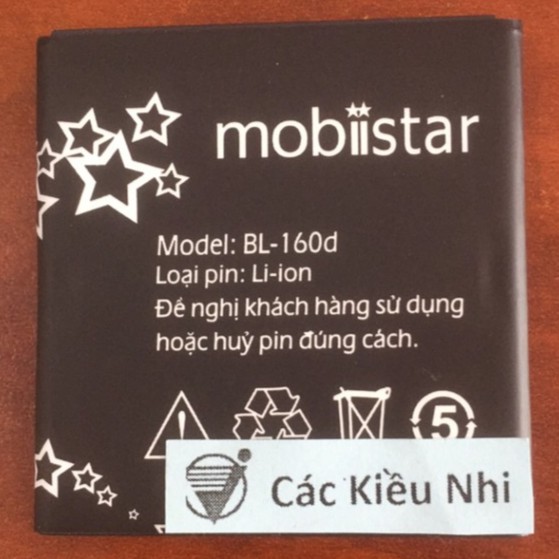 mobiistar
Model: BL-160d
Loại pin: Li-ion
Đề nghị khách hàng sử dụng
hoặc huỷ pin đúng cách.
5
Các Kiều Nhi